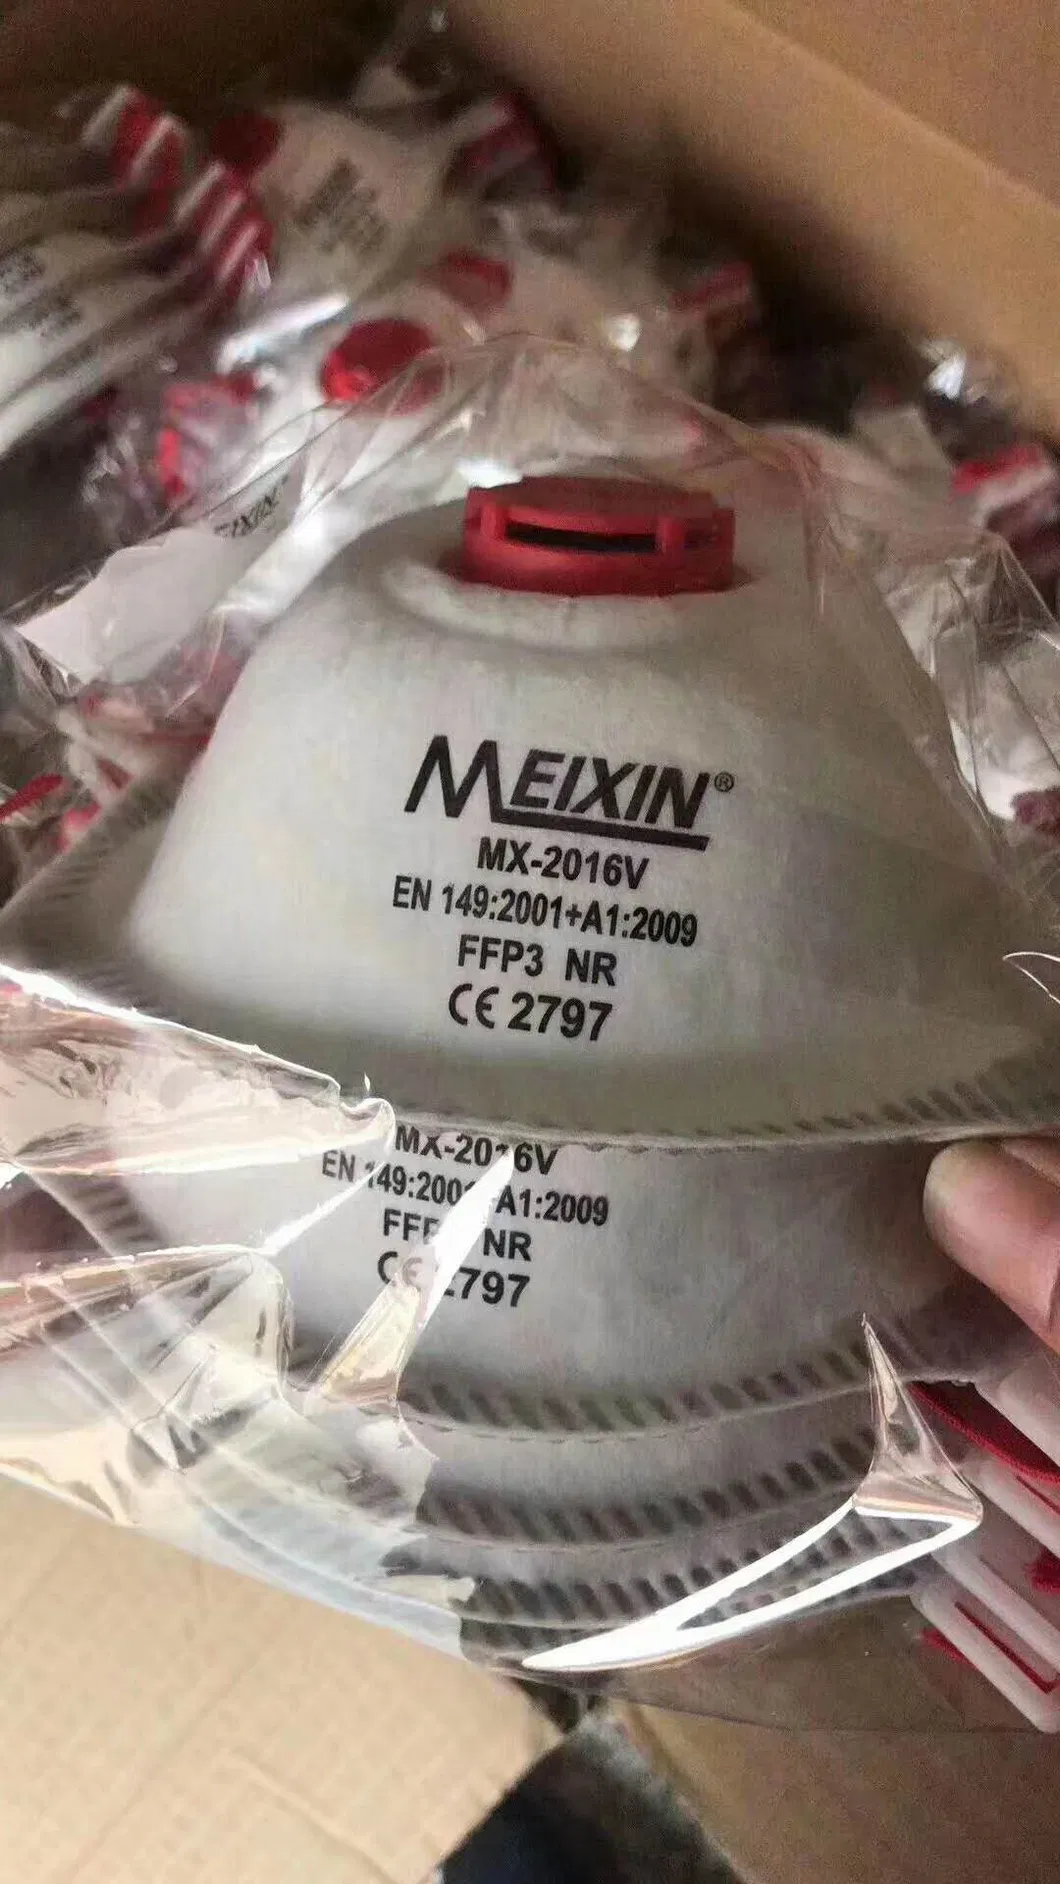 EIXIN
MEIXIN®
MX-2016V
EN 149:2001+A1:2009
FFP3 NR
CE 2797
MX-2016V
EN 149:2001+A1:2009
NR
2797